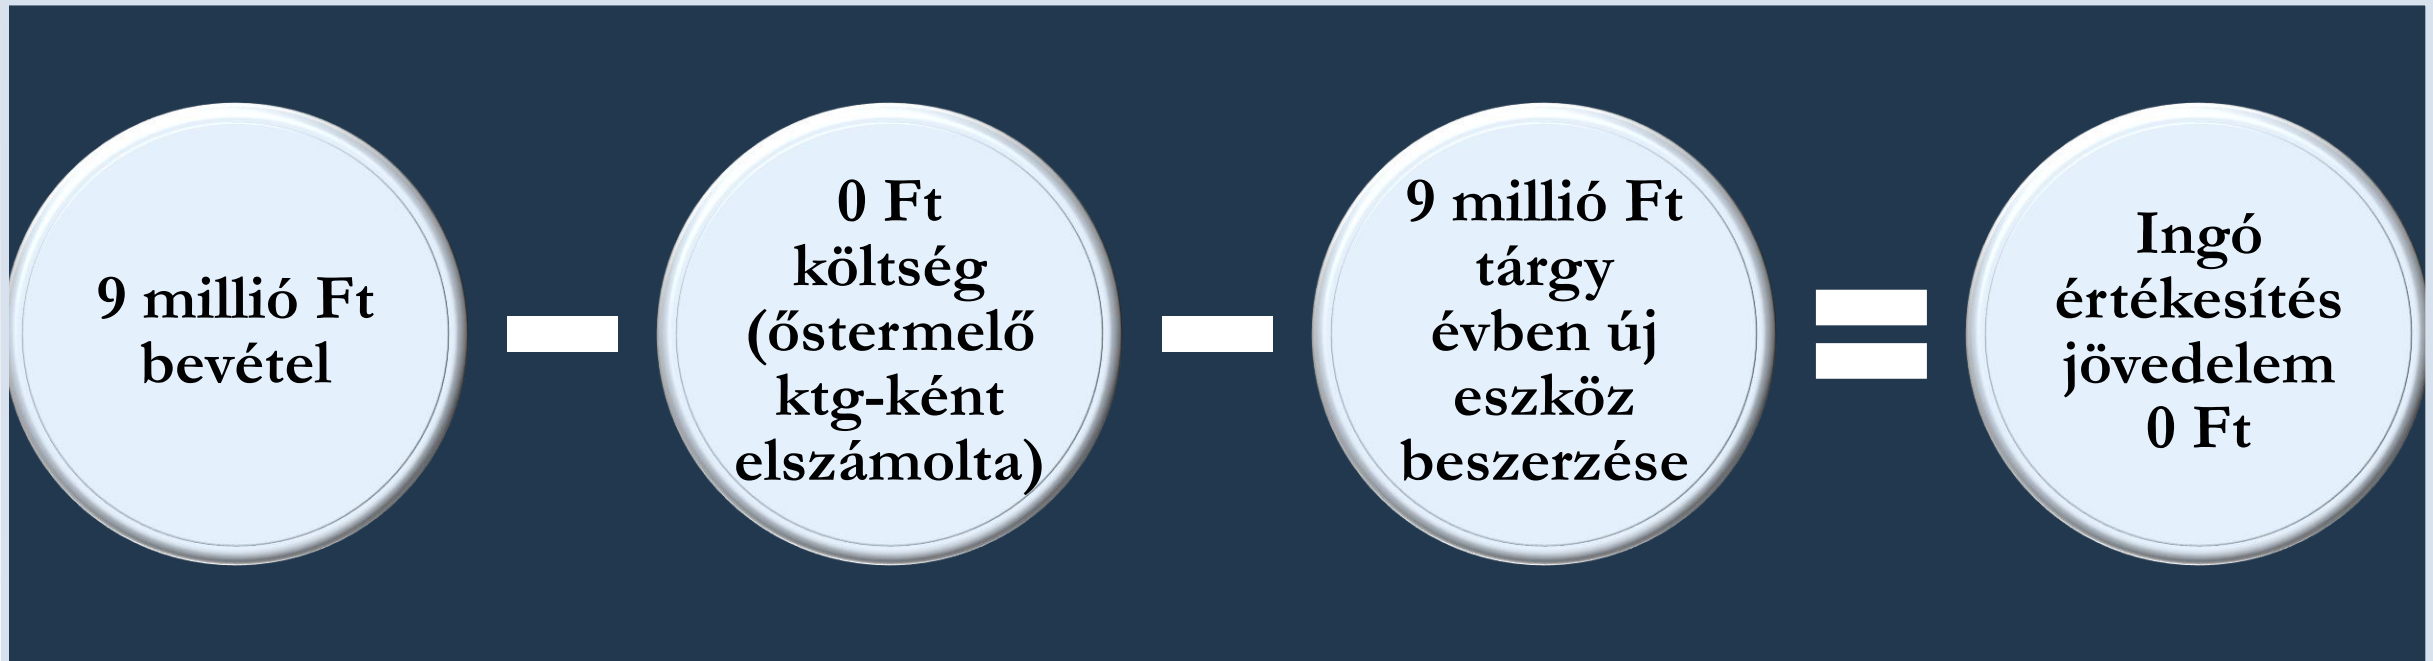 9 millió Ft
bevétel
0 Ft
költség
(őstermelő
ktg-ként
elszámolta)
9 millió Ft
tárgy
évben új
eszköz
beszerzése
Ingó
értékesítés
jövedelem
0 Ft